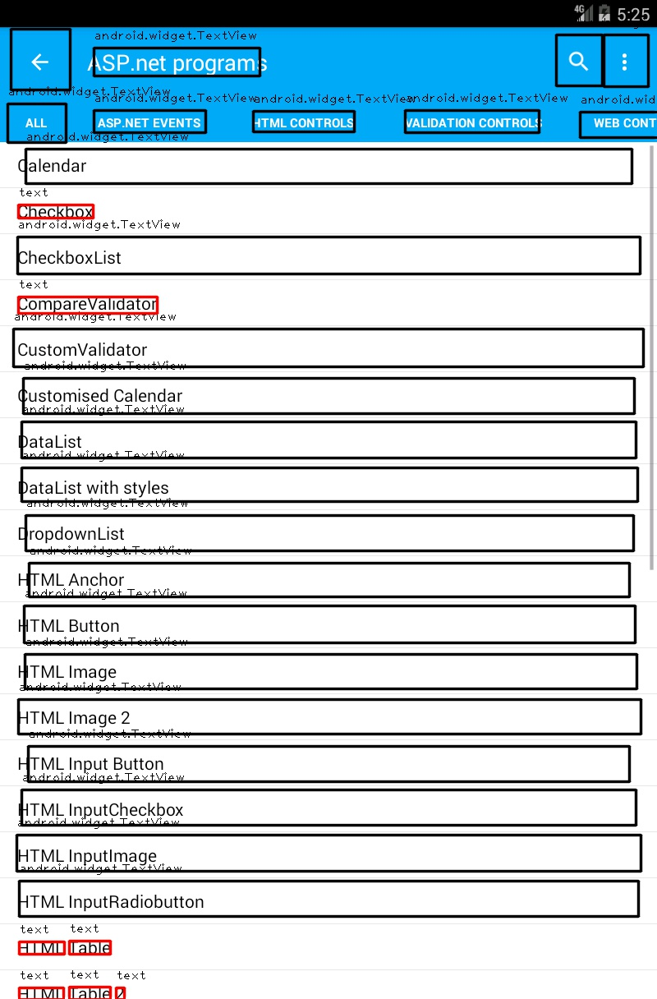 4G 5:25
android.widget.TextView
ASP.net programs
android.widget.TextView
android.widget.TextView
android.widget.TextView
android.widget.TextView
android.wid
ALL
ASP.NET EVENTS
HTML CONTROLS
VALIDATION CONTROLS
WEB CONT
android.widget.TextView
Calendar
text
Checkbox
android.widget.TextView
CheckboxList
text
CompareValidator
android.widget.TextView
CustomValidator
android.widget.TextView
Customised Calendar
android.widget.TextView
DataList
android.widget.TextView
DataList with styles
android.widget.TextView
DropdownList
android.widget.TextView
HTML Anchor
android.widget.TextView
HTML Button
android.widget.TextView
HTML Image
android.widget.TextView
HTML Image 2
android.widget.TextView
HTML Input Button
android.widget.TextView
HTML InputCheckbox
android.widget.TextView
HTML InputImage
android.widget.TextView
HTML InputRadiobutton
text text
HTML Table
text text text
HTML Table 2